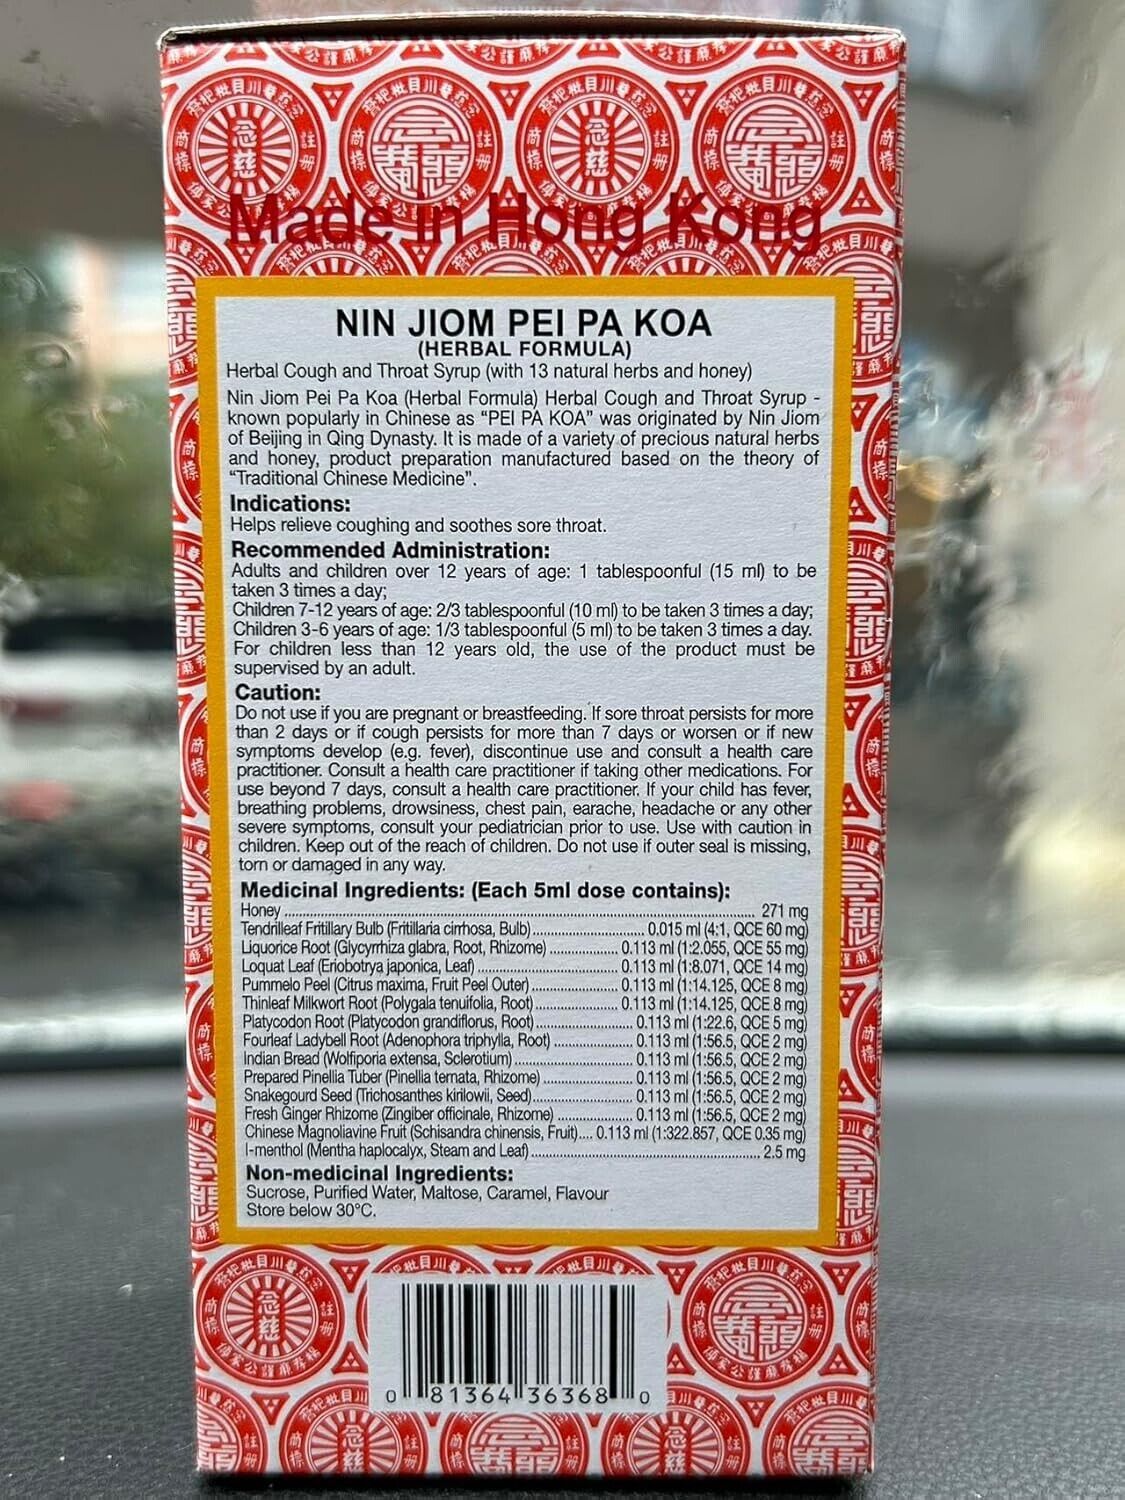 Made in Hong Kong
NIN JIOM PEI PA KOA
(HERBAL FORMULA)
Herbal Cough and Throat Syrup (with 13 natural herbs and honey)
Nin Jiom Pei Pa Koa (Herbal Formula) Herbal Cough and Throat Syrup -
known popularly in Chinese as “PEI PA KOA” was originated by Nin Jiom
of Beijing in Qing Dynasty. It is made of a variety of precious natural herbs
and honey, product preparation manufactured based on the theory of
“Traditional Chinese Medicine”.
Indications:
Helps relieve coughing and soothes sore throat.
Recommended Administration:
Adults and children over 12 years of age: 1 tablespoonful (15 ml) to be
taken 3 times a day;
Children 7-12 years of age: 2/3 tablespoonful (10 ml) to be taken 3 times a day;
Children 3-6 years of age: 1/3 tablespoonful (5 ml) to be taken 3 times a day.
For children less than 12 years old, the use of the product must be
supervised by an adult.
Caution:
Do not use if you are pregnant or breastfeeding. If sore throat persists for more
than 2 days or if cough persists for more than 7 days or worsen or if new
symptoms develop (e.g. fever), discontinue use and consult a health care
practitioner. Consult a health care practitioner if taking other medications. For
use beyond 7 days, consult a health care practitioner. If your child has fever,
breathing problems, drowsiness, chest pain, earache, headache or any other
severe symptoms, consult your pediatrician prior to use. Use with caution in
children. Keep out of the reach of children. Do not use if outer seal is missing,
torn or damaged in any way.
Medicinal Ingredients: (Each 5ml dose contains):
Honey ........ 271 mg
Tendrilleaf Fritillary Bulb (Fritillaria cirrhosa, Bulb)........ 0.015 ml (4:1, QCE 60 mg)
Liquorice Root (Glycyrrhiza glabra, Root, Rhizome) ........ 0.113 ml (1:2.055, QCE 55 mg)
Loquat Leaf (Eriobotrya japonica, Leaf) ........ 0.113 ml (1:8.071, QCE 14 mg)
Pummelo Peel (Citrus maxima, Fruit Peel Outer)........ 0.113 ml (1:14.125, QCE 8 mg)
Thinleaf Milkwort Root (Polygala tenuifolia, Root)........ 0.113 ml (1:14.125, QCE 8 mg)
Platycodon Root (Platycodon grandiflorus, Root)........ 0.113 ml (1:22.6, QCE 5 mg)
Fourleaf Ladybell Root (Adenophora triphylla, Root) ........ 0.113 ml (1:56.5, QCE 2 mg)
Indian Bread (Wolfiporia extensa, Sclerotium)........ 0.113 ml (1:56.5, QCE 2 mg)
Prepared Pinellia Tuber (Pinellia ternata, Rhizome)........ 0.113 ml (1:56.5, QCE 2 mg)
Snakegourd Seed (Trichosanthes kirilowii, Seed)........ 0.113 ml (1:56.5, QCE 2 mg)
Fresh Ginger Rhizome (Zingiber officinale, Rhizome) ........ 0.113 ml (1:56.5, QCE 2 mg)
Chinese Magnoliavine Fruit (Schisandra chinensis, Fruit).... 0.113 ml (1:322.857, QCE 0.35 mg)
l-menthol (Mentha haplocalyx, Steam and Leaf)........ 2.5 mg
Non-medicinal Ingredients:
Sucrose, Purified Water, Maltose, Caramel, Flavour
Store below 30°C.
念慈
商標
註册
0 81364 36368 0